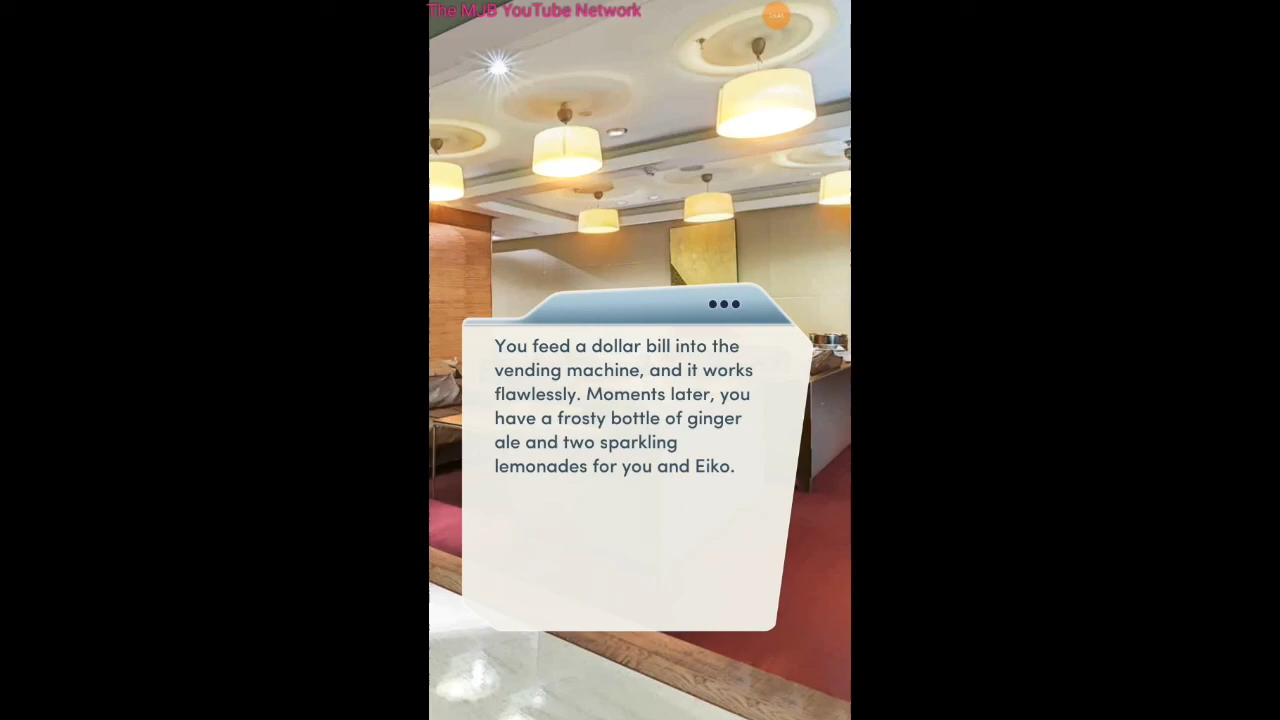 The MJB YouTube Network
You feed a dollar bill into the
vending machine, and it works
flawlessly. Moments later, you
have a frosty bottle of ginger
ale and two sparkling
lemonades for you and Eiko.